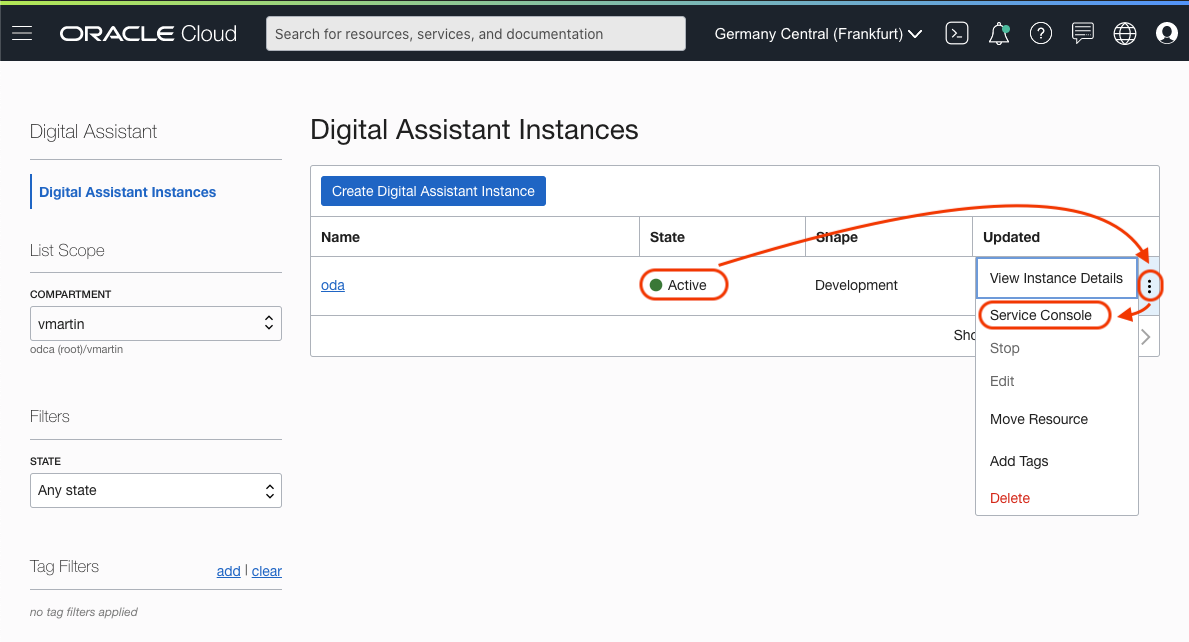 ORACLE Cloud
Search for resources, services, and documentation
Germany Central (Frankfurt)
Digital Assistant
Digital Assistant Instances
List Scope
COMPARTMENT
vmartin
odca (root)/vmartin
Filters
STATE
Any state
Tag Filters
add | clear
no tag filters applied
Digital Assistant Instances
Create Digital Assistant Instance
Name State Shape Updated
oda Active Development
View Instance Details
Service Console
Stop
Edit
Move Resource
Add Tags
Delete